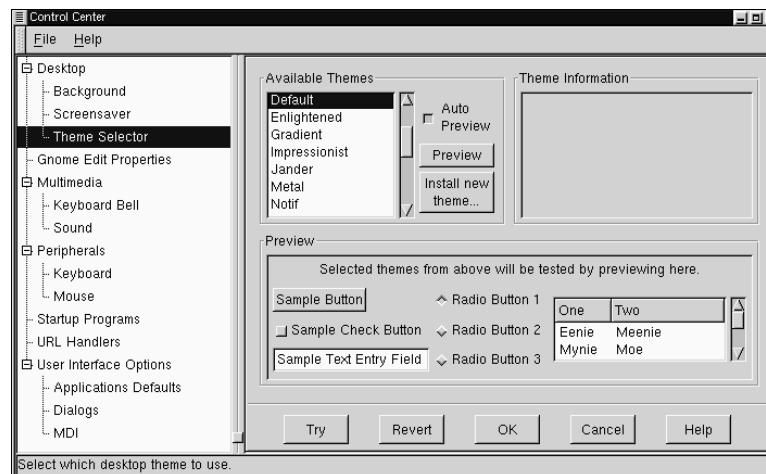 Control Center
File Help
Desktop
Background
Screensaver
Theme Selector
Gnome Edit Properties
Multimedia
Keyboard Bell
Sound
Peripherals
Keyboard
Mouse
Startup Programs
URL Handlers
User Interface Options
Applications Defaults
Dialogs
MDI
Available Themes
Default
Enlightened
Gradient
Impressionist
Jander
Metal
Notif
Auto
Preview
Preview
Install new
theme...
Theme Information
Preview
Selected themes from above will be tested by previewing here.
Sample Button
Sample Check Button
Sample Text Entry Field
Radio Button 1
Radio Button 2
Radio Button 3
One Two
Eenie Meenie
Mynie Moe
Try Revert OK Cancel Help
Select which desktop theme to use.